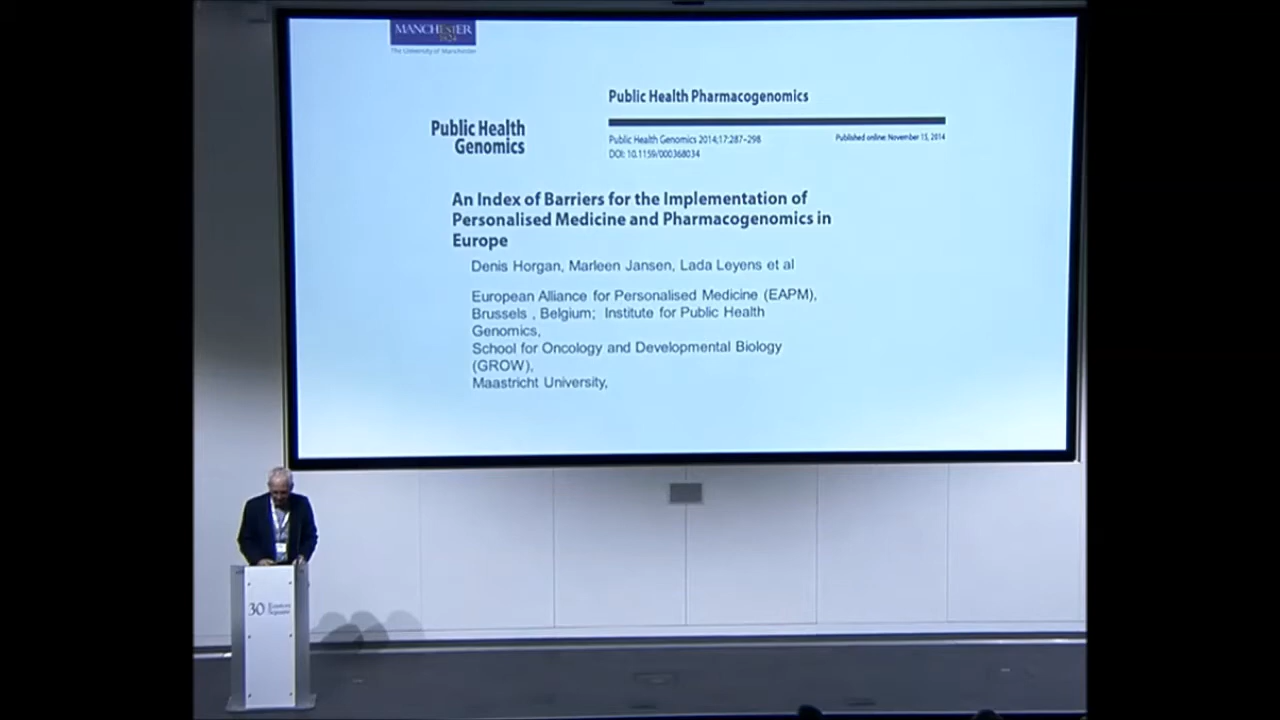 MANCHESTER
1824
The University of Manchester
Public Health Pharmacogenomics
Public Health
Genomics
Public Health Genomics 2014;17:287–298
DOI: 10.1159/000368034
Published online: November 15, 2014
An Index of Barriers for the Implementation of
Personalised Medicine and Pharmacogenomics in
Europe
Denis Horgan, Marleen Jansen, Lada Leyens et al
European Alliance for Personalised Medicine (EAPM),
Brussels , Belgium; Institute for Public Health
Genomics,
School for Oncology and Developmental Biology
(GROW),
Maastricht University,
30